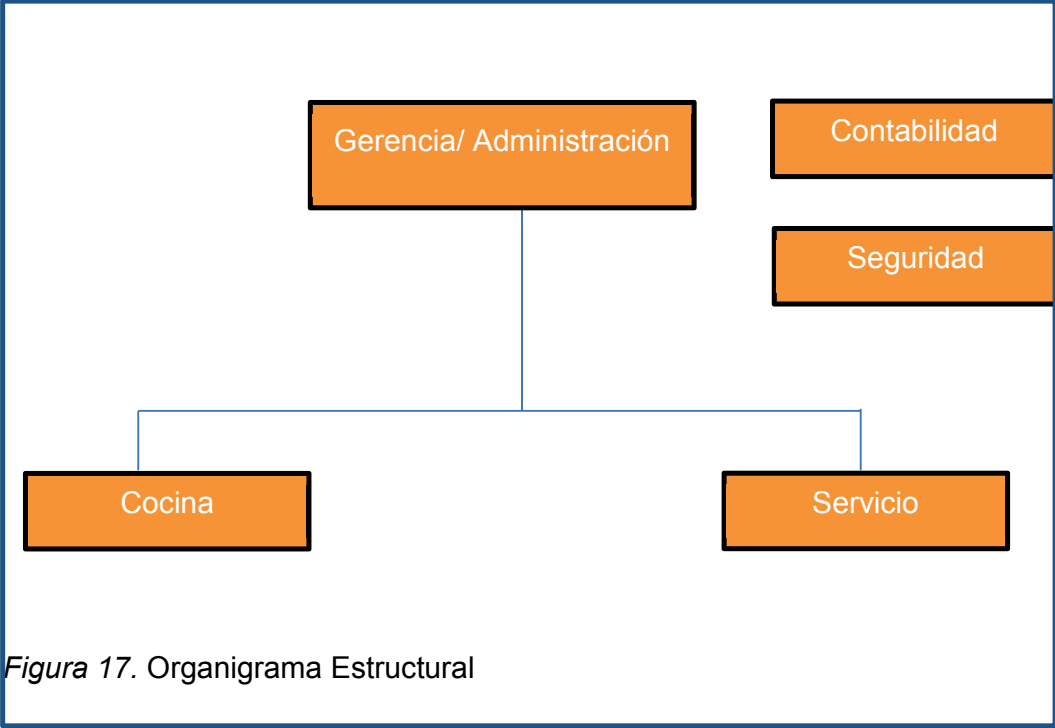 Gerencia/ Administración
Contabilidad
Seguridad
Cocina
Servicio
Figura 17. Organigrama Estructural